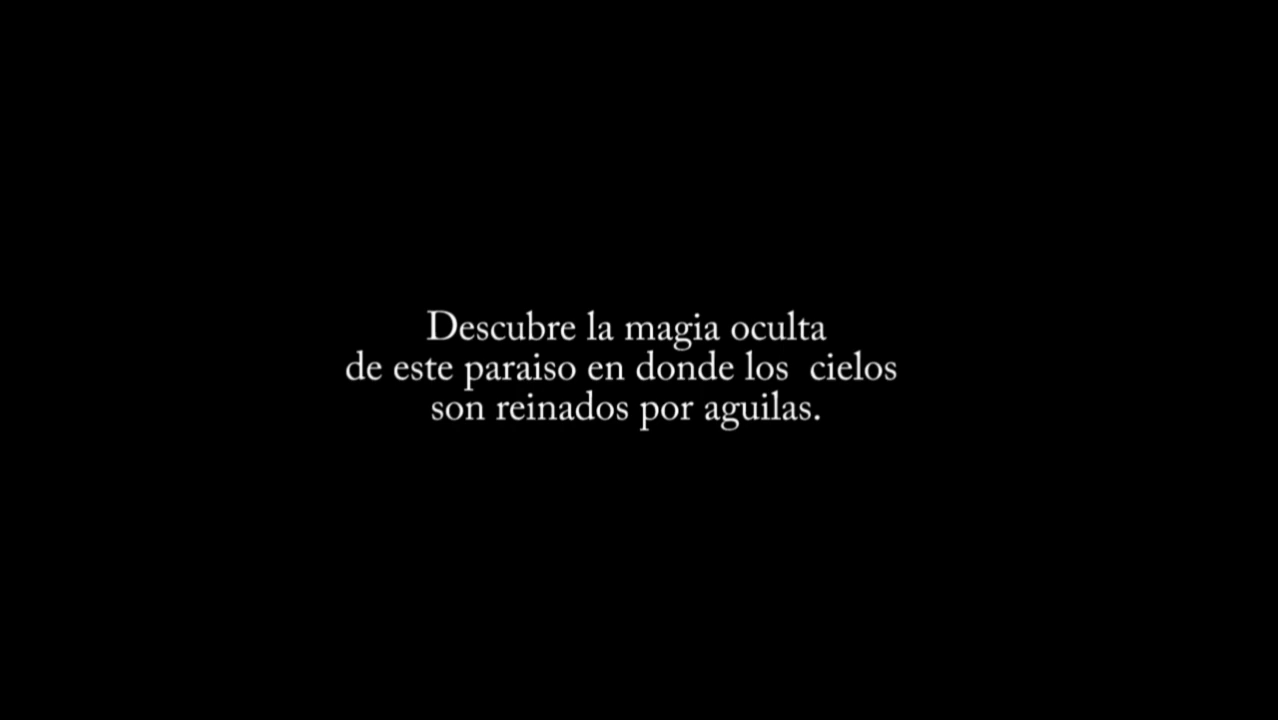 Descubre la magia oculta
de este paraiso en donde los  cielos
son reinados por aguilas.